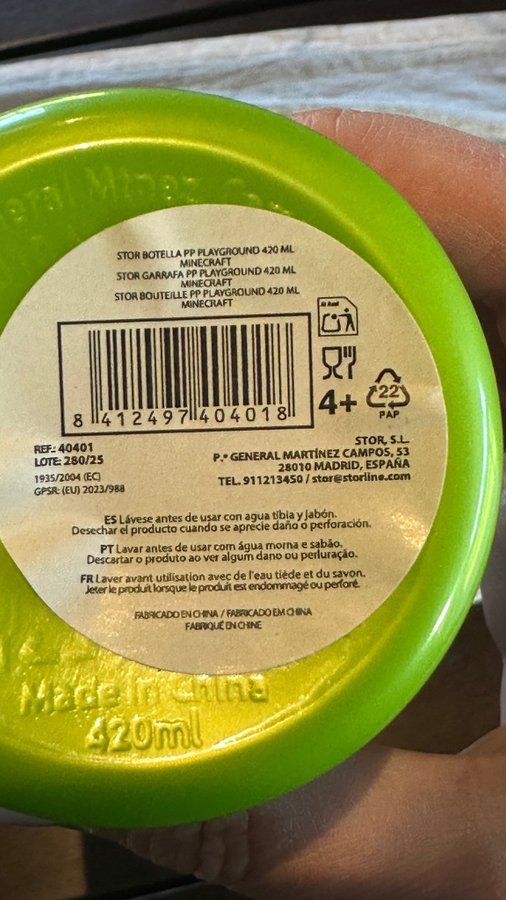 STOR BOTELLA PP PLAYGROUND 420 ML
MINECRAFT
STOR GARRAFA PP PLAYGROUND 420 ML
MINECRAFT
STOR BOUTEILLE PP PLAYGROUND 420 ML
MINECRAFT
8 412497 404018
4+
22
PAP
REF.: 40401
LOTE: 280/25
1935/2004 (EC)
GPSR: (EU) 2023/988
STOR, S.L.
P.º GENERAL MARTÍNEZ CAMPOS, 53
28010 MADRID, ESPAÑA
TEL. 911213450 / stor@storline.com
ES Lávese antes de usar con agua tibia y jabón.
Desechar el producto cuando se aprecie daño o perforación.
PT Lavar antes de usar com água morna e sabão.
Descartar o produto ao ver algum dano ou perfuração.
FR Laver avant utilisation avec de l'eau tiède et du savon.
Jeter le produit lorsque le produit est endommagé ou perforé.
FABRICADO EN CHINA / FABRICADO EM CHINA
FABRIQUÉ EN CHINE
Made in China
420ml